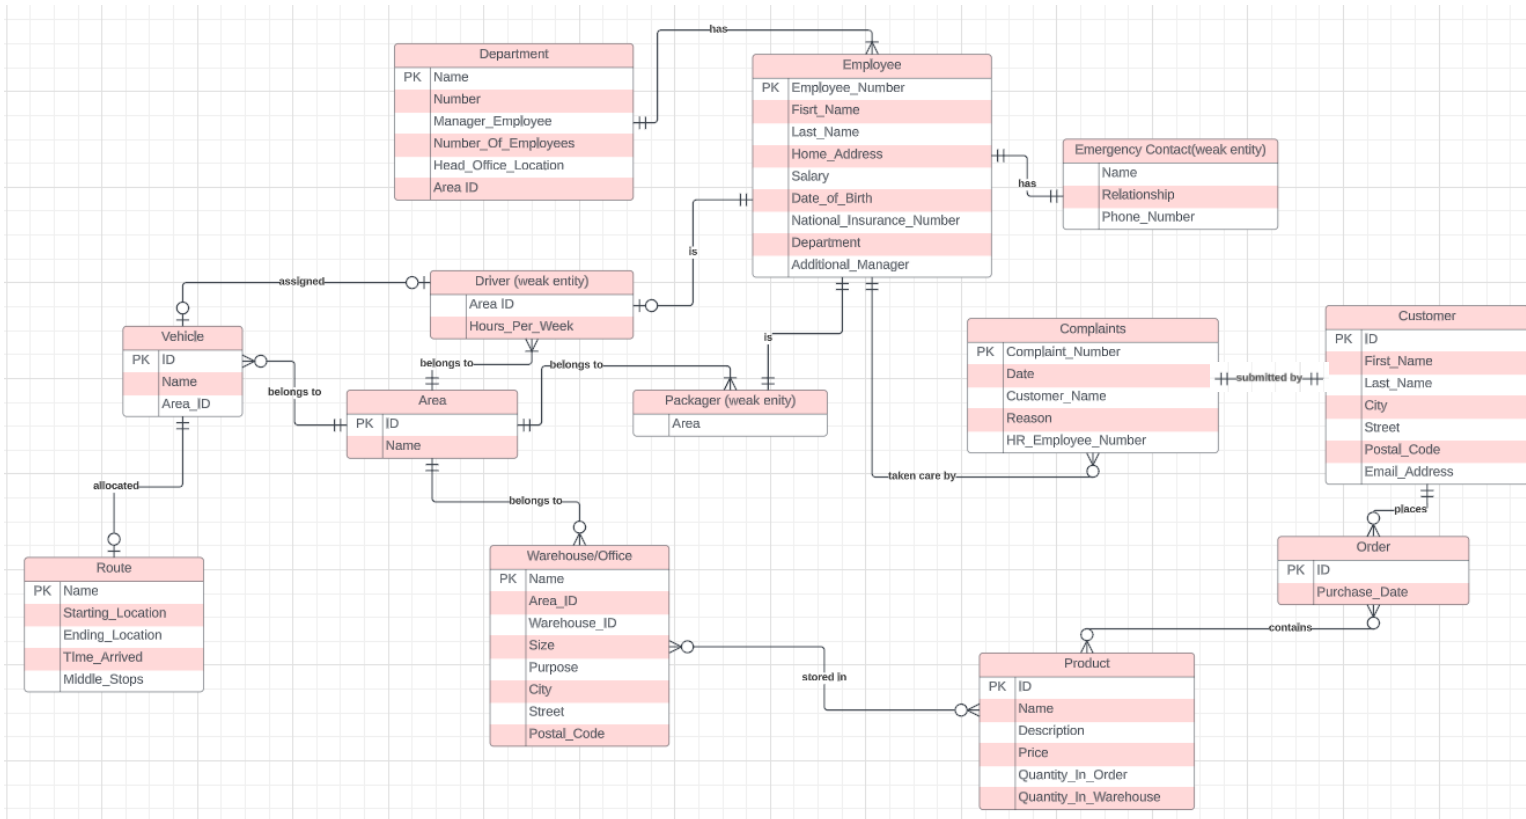 has
Department
PK Name
Number
Manager_Employee
Number_Of_Employees
Head_Office_Location
Area ID
Employee
PK Employee_Number
Fisrt_Name
Last_Name
Home_Address
Salary
Date_of_Birth
National_Insurance_Number
Department
Additional_Manager
has
Emergency Contact(weak entity)
Name
Relationship
Phone_Number
is
assigned
Driver (weak entity)
Area ID
Hours_Per_Week
Vehicle
PK ID
Name
Area_ID
belongs to
belongs to
belongs to
is
Area
PK ID
Name
Packager (weak enity)
Area
Complaints
PK Complaint_Number
Date
Customer_Name
Reason
HR_Employee_Number
submitted by
Customer
PK ID
First_Name
Last_Name
City
Street
Postal_Code
Email_Address
taken care by
allocated
belongs to
places
Route
PK Name
Starting_Location
Ending_Location
TIme_Arrived
Middle_Stops
Warehouse/Office
PK Name
Area_ID
Warehouse_ID
Size
Purpose
City
Street
Postal_Code
Order
PK ID
Purchase_Date
contains
stored in
Product
PK ID
Name
Description
Price
Quantity_In_Order
Quantity_In_Warehouse